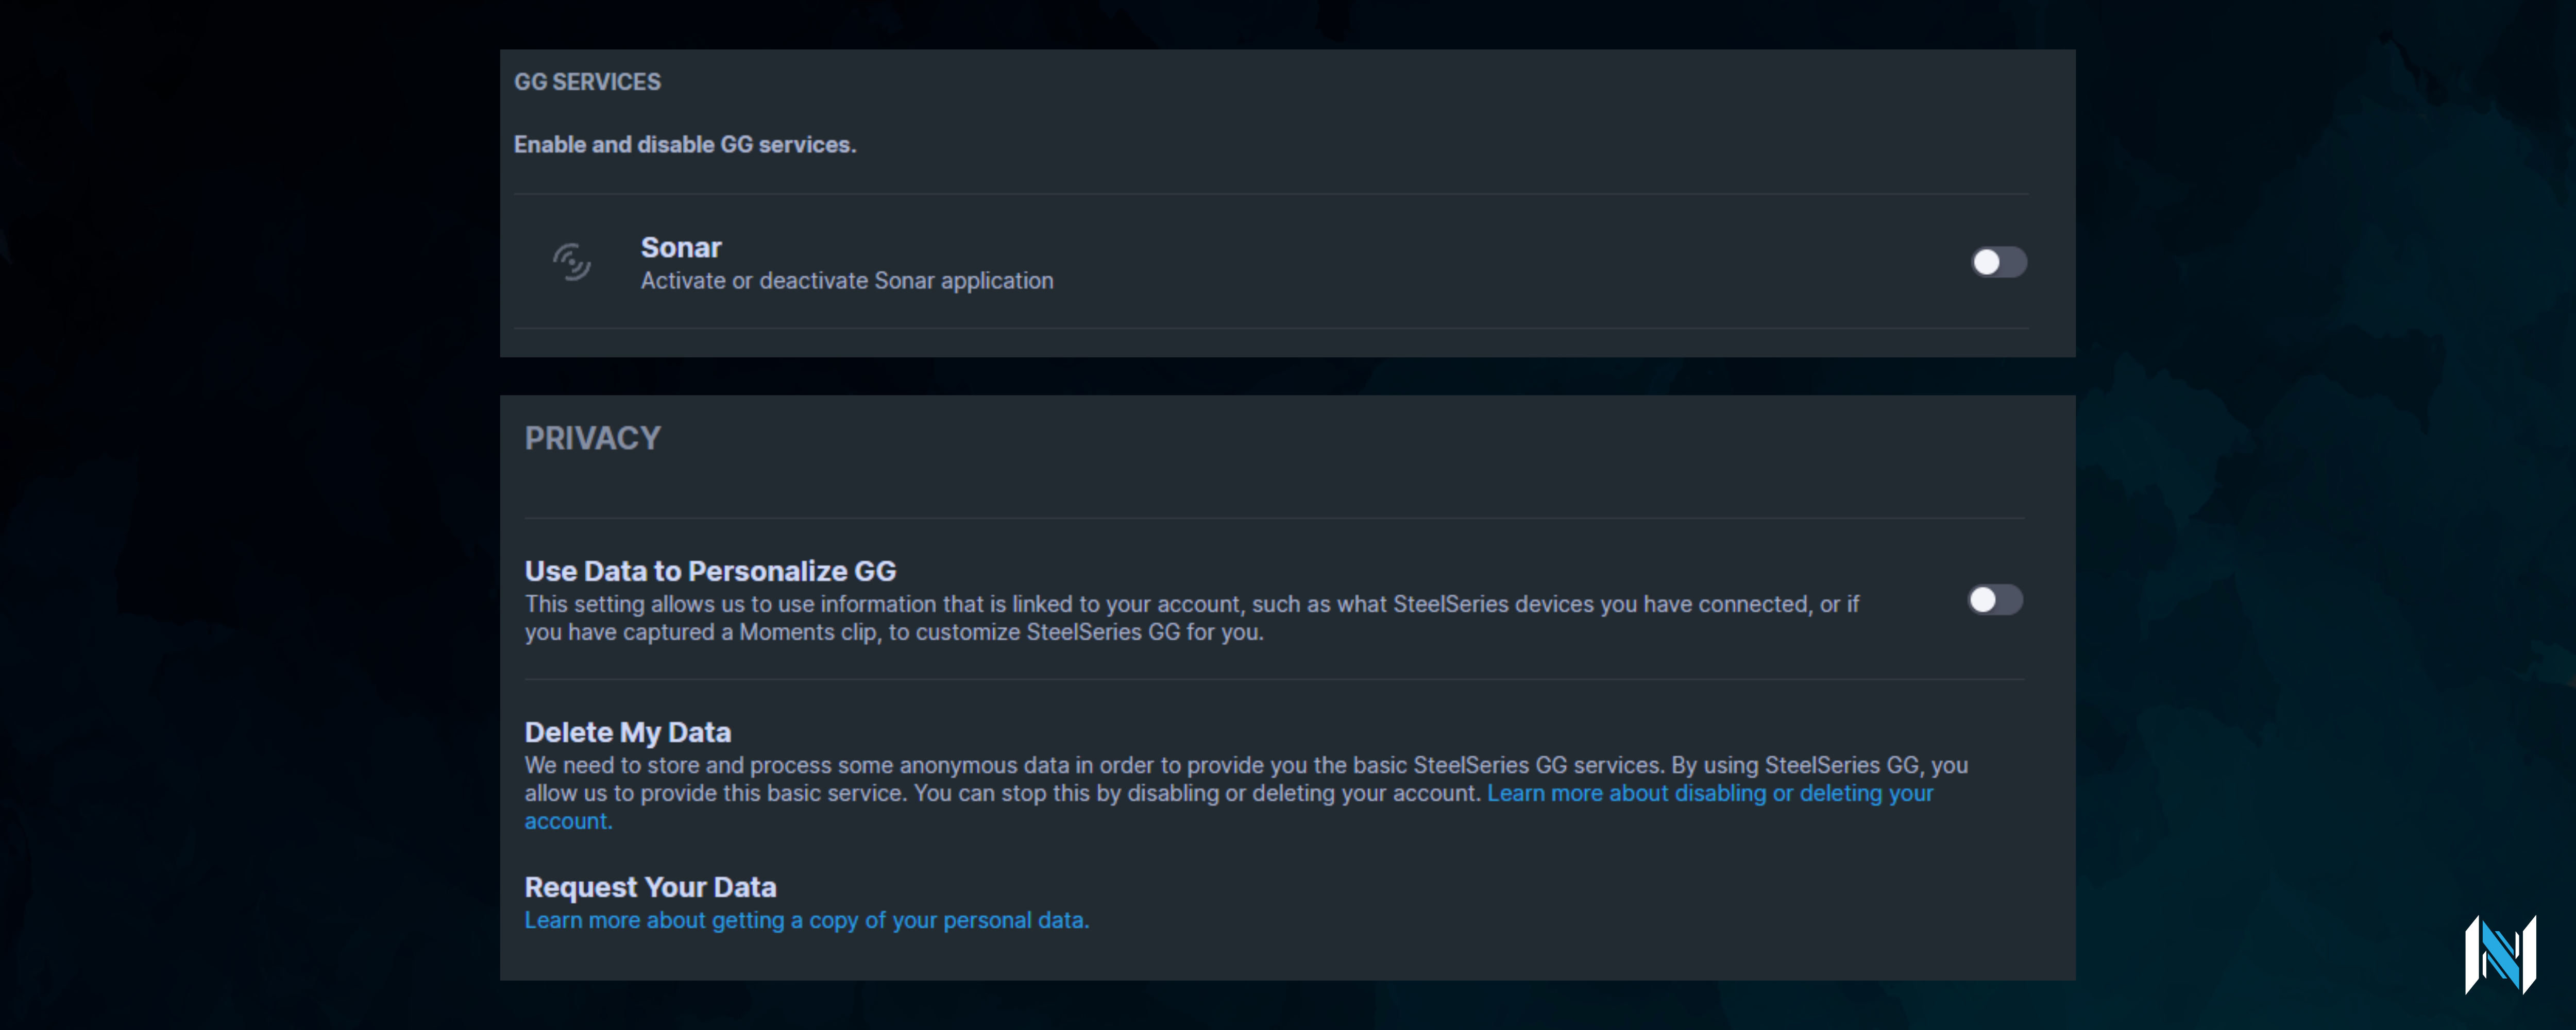 GG SERVICES
Enable and disable GG services.
Sonar
Activate or deactivate Sonar application
PRIVACY
Use Data to Personalize GG
This setting allows us to use information that is linked to your account, such as what SteelSeries devices you have connected, or if
you have captured a Moments clip, to customize SteelSeries GG for you.
Delete My Data
We need to store and process some anonymous data in order to provide you the basic SteelSeries GG services. By using SteelSeries GG, you
allow us to provide this basic service. You can stop this by disabling or deleting your account. Learn more about disabling or deleting your
account.
Request Your Data
Learn more about getting a copy of your personal data.